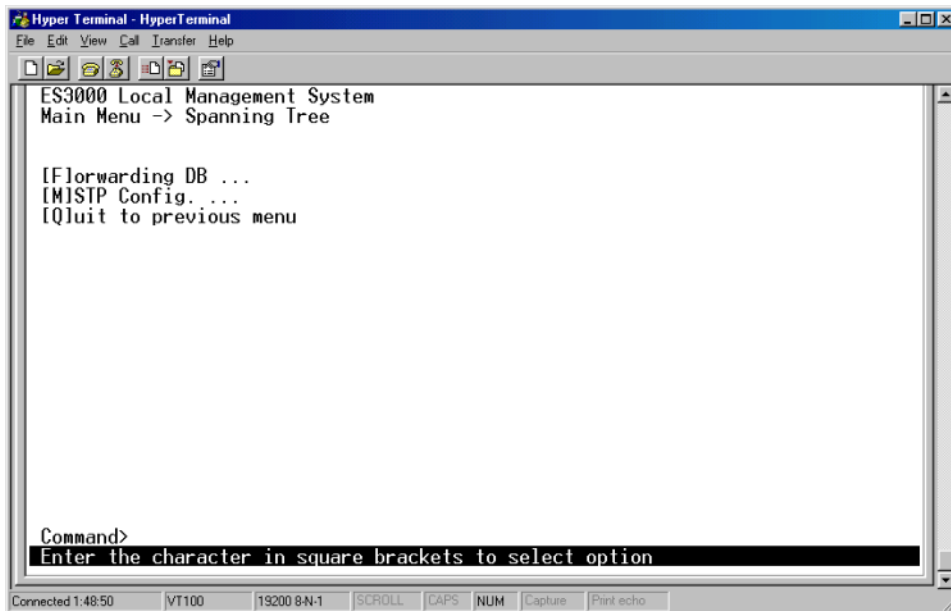 Hyper Terminal - HyperTerminal
File Edit View Call Transfer Help
ES3000 Local Management System
Main Menu -> Spanning Tree
[F]orwarding DB ...
[M]STP Config. ...
[Q]uit to previous menu
Command>
Enter the character in square brackets to select option
Connected 1:48:50 VT100 19200 8-N-1 SCROLL CAPS NUM Capture Print echo